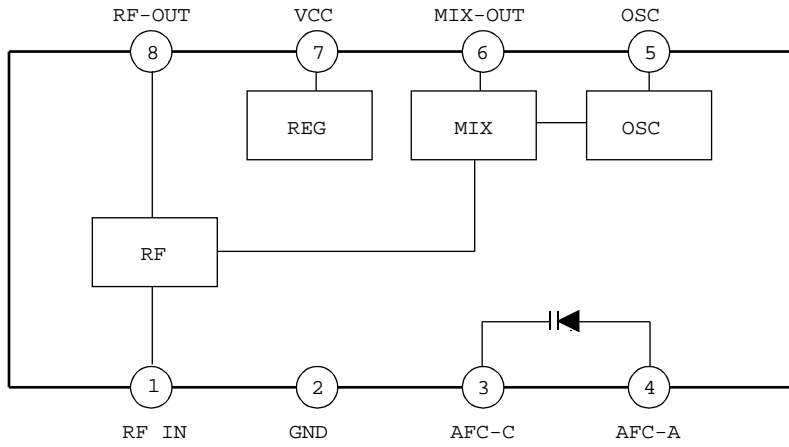 RF-OUT VCC MIX-OUT OSC
8 7 6 5
REG MIX OSC
RF
1 2 3 4
RF IN GND AFC-C AFC-A